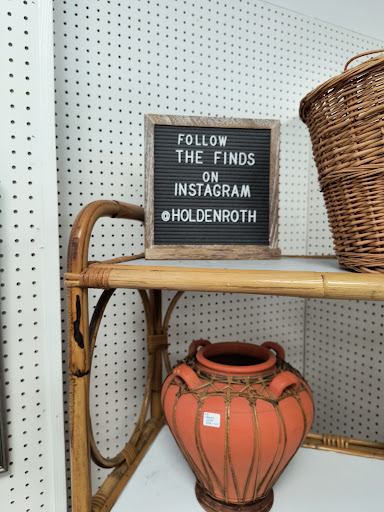 FOLLOW
THE FINDS
ON
INSTAGRAM
@HOLDENROTH